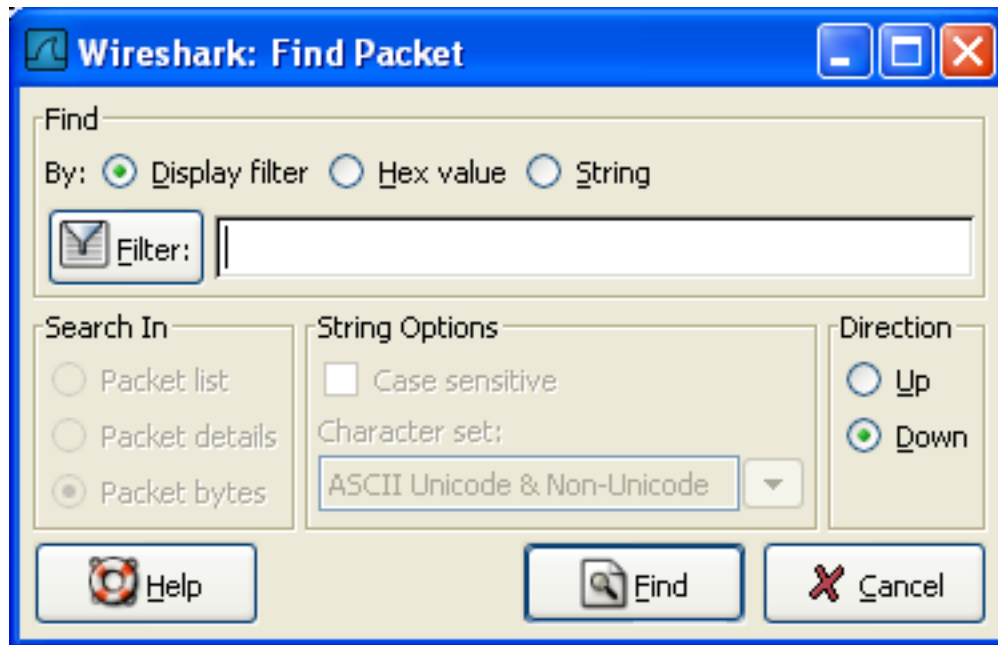 Wireshark: Find Packet
Find
By: Display filter Hex value String
Filter:
Search In
Packet list
Packet details
Packet bytes
String Options
Case sensitive
Character set:
ASCII Unicode & Non-Unicode
Direction
Up
Down
Help
Find
Cancel